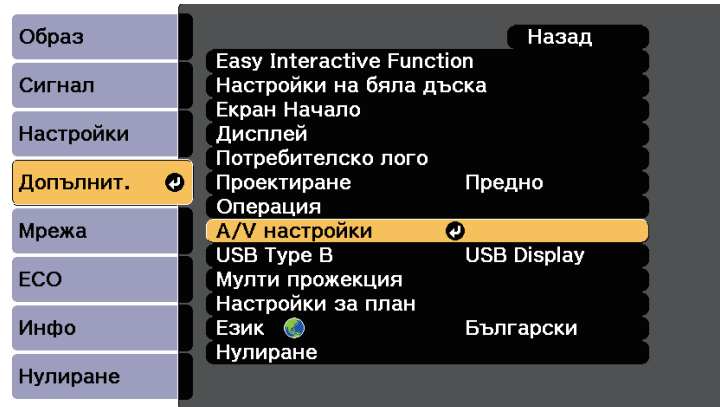 Образ
Сигнал
Настройки
Допълнит.
Мрежа
ECO
Инфо
Нулиране
Назад
Easy Interactive Function
Настройки на бяла дъска
Екран Начало
Дисплей
Потребителско лого
Проектиране Предно
Операция
A/V настройки
USB Type B USB Display
Мулти прожекция
Настройки за план
Език Български
Нулиране